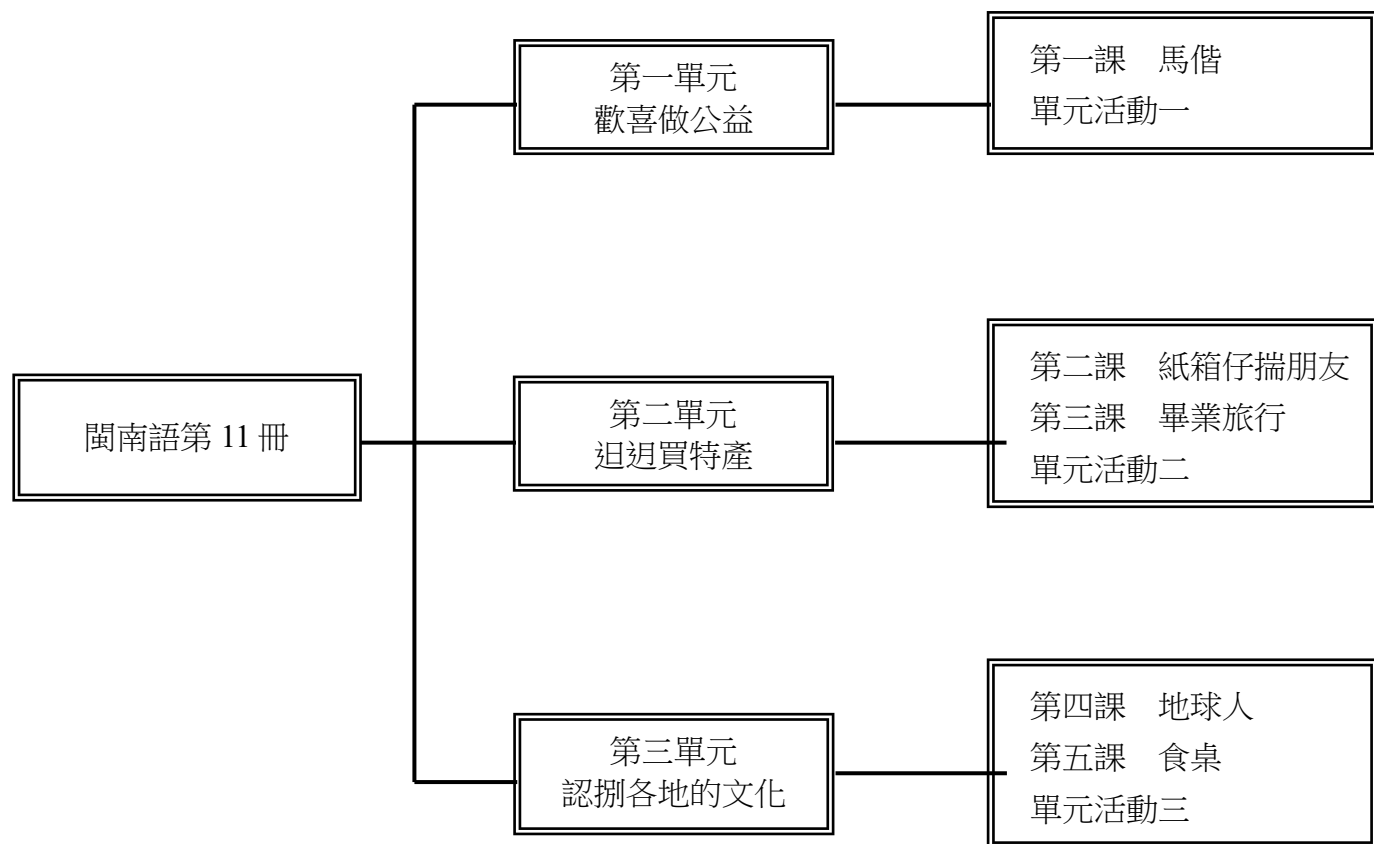 閩南語第 11 冊
第一單元
歡喜做公益
第一課　馬偕
單元活動一
第二單元
𨑨迌買特產
第二課　紙箱仔揣朋友
第三課　畢業旅行
單元活動二
第三單元
認捌各地的文化
第四課　地球人
第五課　食桌
單元活動三